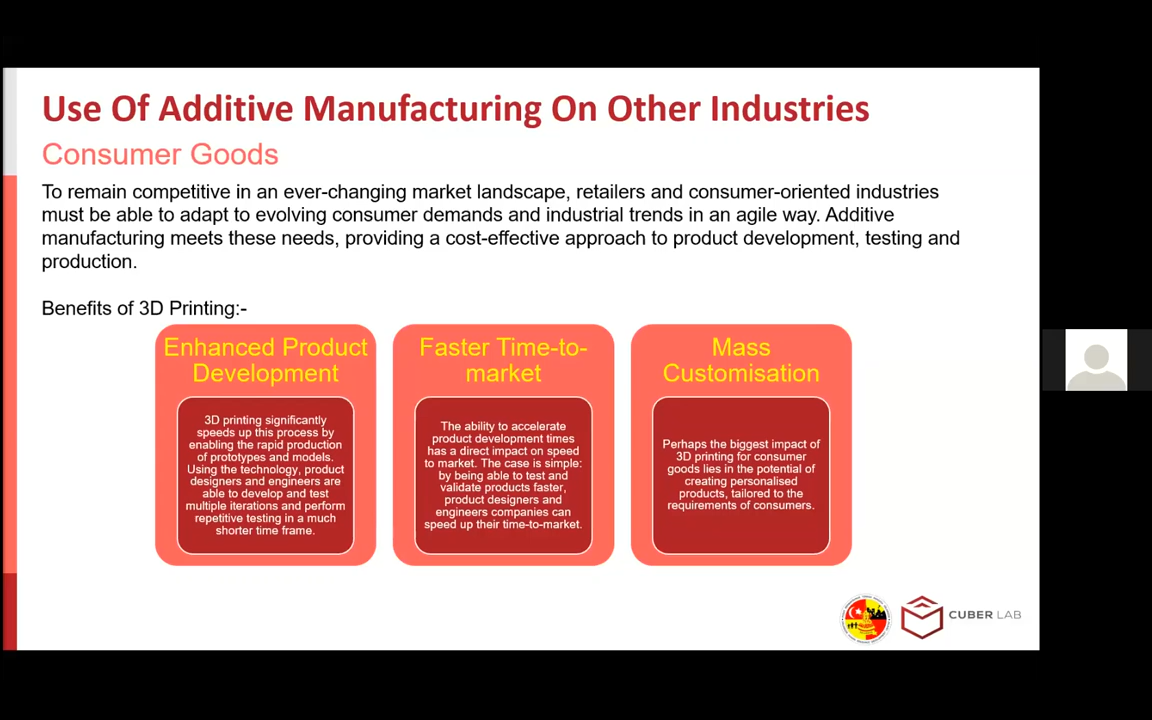 Use Of Additive Manufacturing On Other Industries
Consumer Goods
To remain competitive in an ever-changing market landscape, retailers and consumer-oriented industries
must be able to adapt to evolving consumer demands and industrial trends in an agile way. Additive
manufacturing meets these needs, providing a cost-effective approach to product development, testing and
production.
Benefits of 3D Printing:-
Enhanced Product
Development
3D printing significantly
speeds up this process by
enabling the rapid production
of prototypes and models.
Using the technology, product
designers and engineers are
able to develop and test
multiple iterations and perform
repetitive testing in a much
shorter time frame.
Faster Time-to-
market
The ability to accelerate
product development times
has a direct impact on speed
to market. The case is simple:
by being able to test and
validate products faster,
product designers and
engineers companies can
speed up their time-to-market.
Mass
Customisation
Perhaps the biggest impact of
3D printing for consumer
goods lies in the potential of
creating personalised
products, tailored to the
requirements of consumers.
CUBER LAB